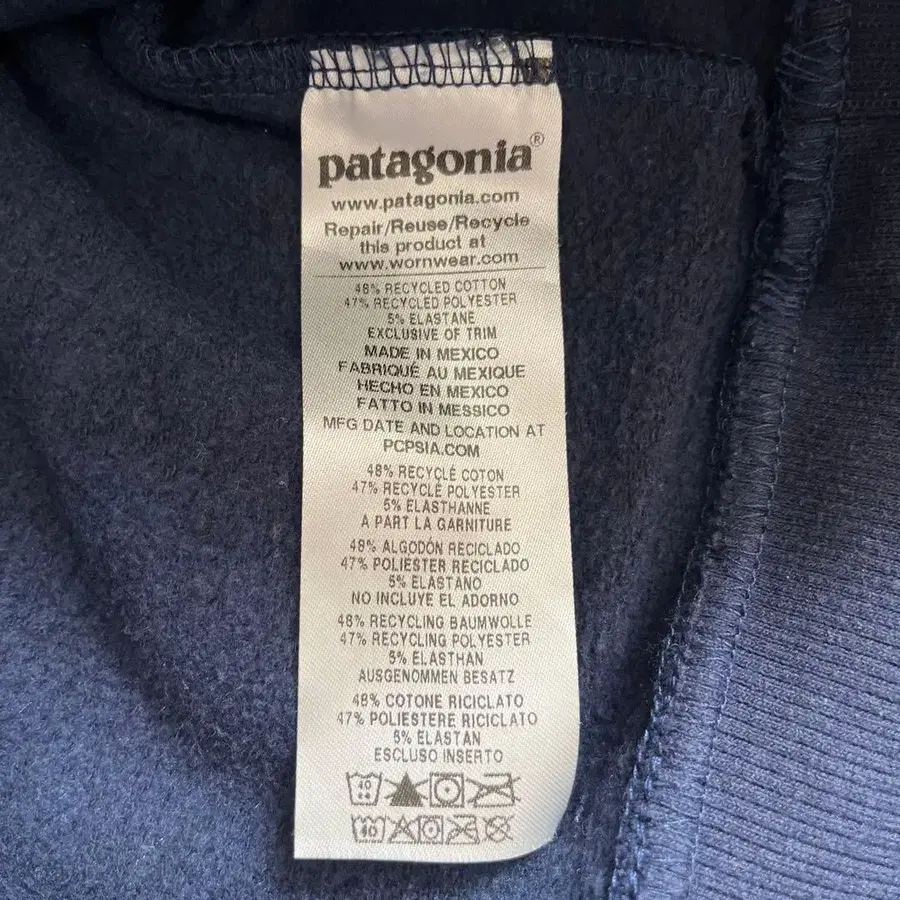 patagonia®
www.patagonia.com
Repair/Reuse/Recycle
this product at
www.wornwear.com
48% RECYCLED COTTON
47% RECYCLED POLYESTER
5% ELASTANE
EXCLUSIVE OF TRIM
MADE IN MEXICO
FABRIQUÉ AU MEXIQUE
HECHO EN MEXICO
FATTO IN MESSICO
MFG DATE AND LOCATION AT
PCPSIA.COM
48% RECYCLÉ COTON
47% RECYCLÉ POLYESTER
5% ELASTHANNE
A PART LA GARNITURE
48% ALGODÓN RECICLADO
47% POLIÉSTER RECICLADO
5% ELASTANO
NO INCLUYE EL ADORNO
48% RECYCLING BAUMWOLLE
47% RECYCLING POLYESTER
5% ELASTHAN
AUSGENOMMEN BESATZ
48% COTONE RICICLATO
47% POLIESTERE RICICLATO
5% ELASTAN
ESCLUSO INSERTO
40
40